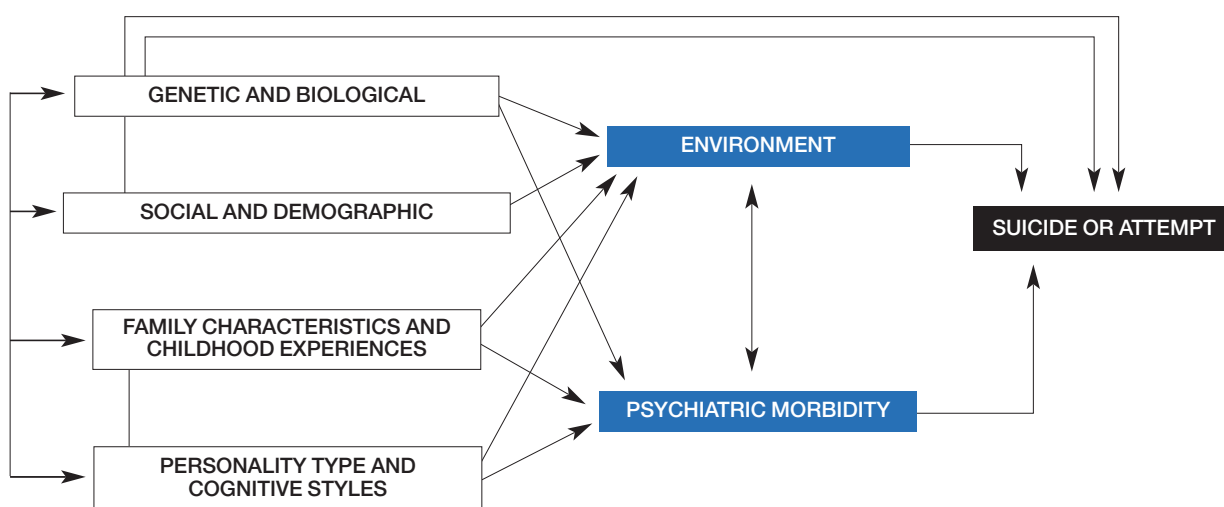 GENETIC AND BIOLOGICAL
ENVIRONMENT
SOCIAL AND DEMOGRAPHIC
SUICIDE OR ATTEMPT
FAMILY CHARACTERISTICS AND
CHILDHOOD EXPERIENCES
PSYCHIATRIC MORBIDITY
PERSONALITY TYPE AND
COGNITIVE STYLES